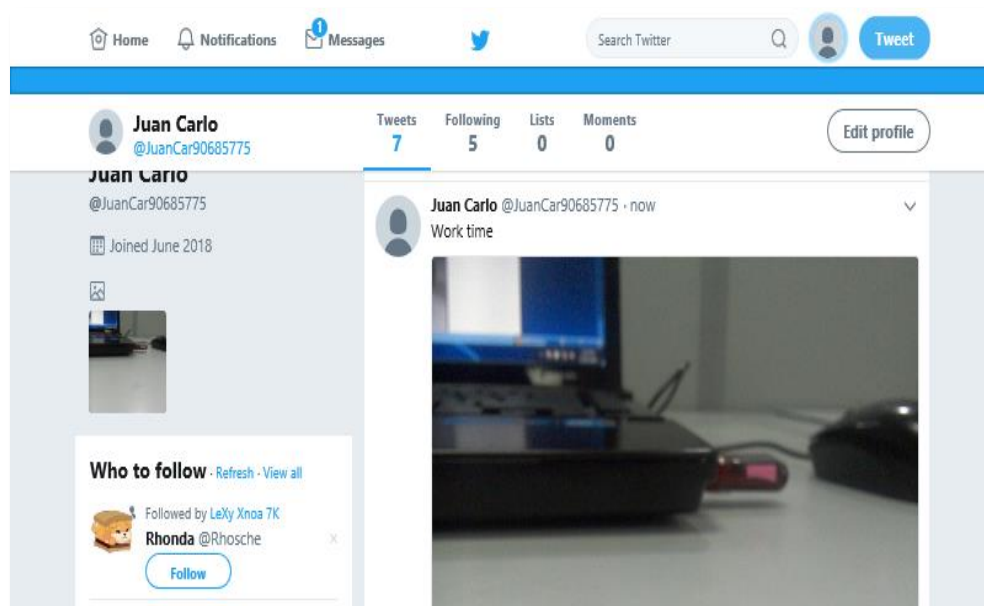 Home Notifications 1 Messages Search Twitter Tweet
Juan Carlo
@JuanCar90685775
Tweets Following Lists Moments
7 5 0 0
Edit profile
Juan Carlo
@JuanCar90685775
Joined June 2018
Who to follow · Refresh · View all
Followed by LeXy Xnoa 7K
Rhonda @Rhosche
Follow
Juan Carlo @JuanCar90685775 · now
Work time